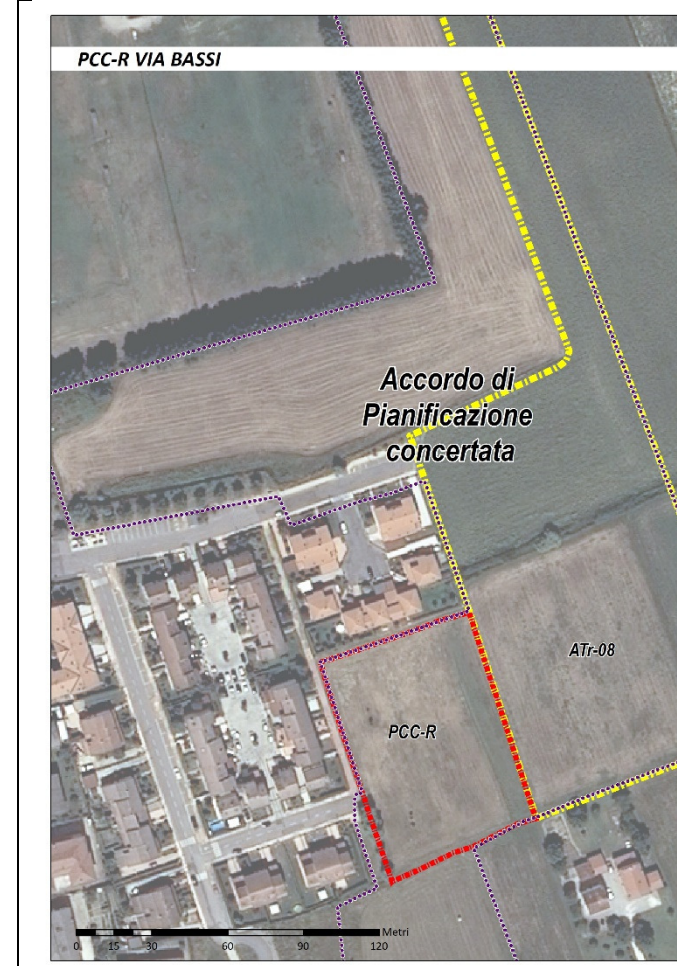 PCC-R VIA BASSI
Accordo di
Pianificazione
concertata
ATr-08
PCC-R
Metri
0 15 30 60 90 120